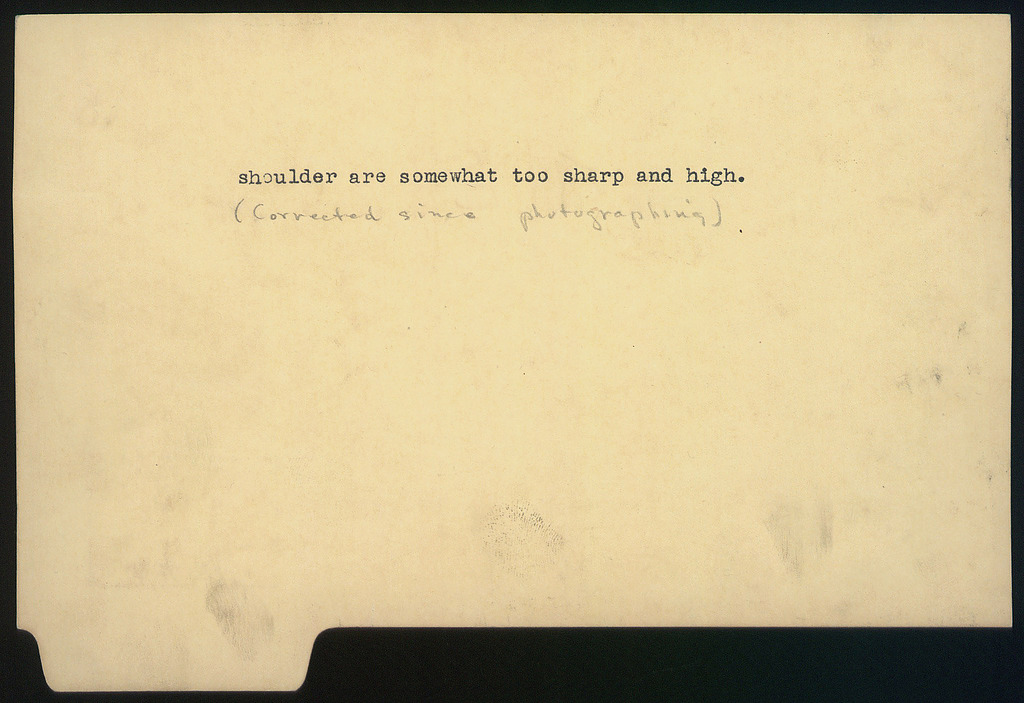 shoulder are somewhat too sharp and high.
(Corrected since photographing)